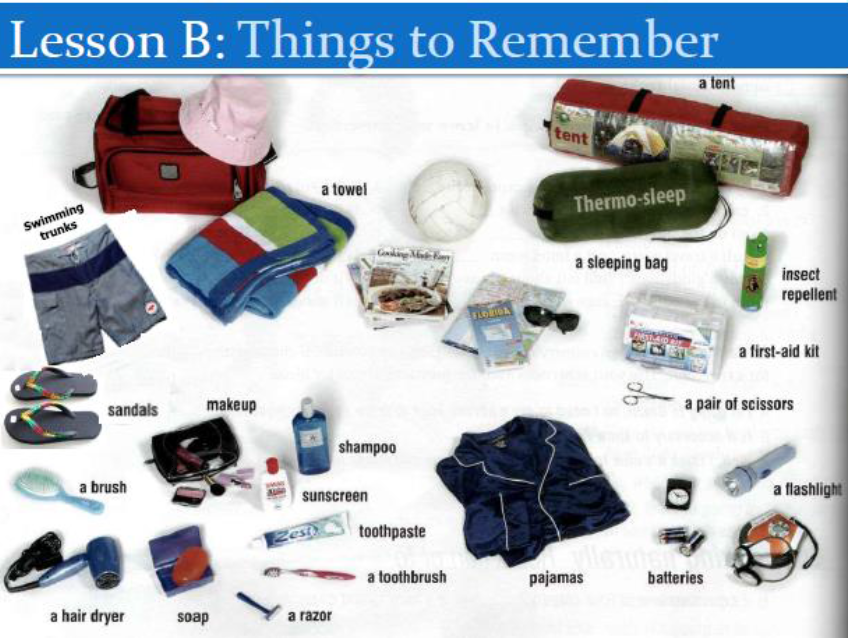 Lesson B: Things to Remember
a tent
tent
a towel
Thermo-sleep
Swimming
trunks
Cooking Made Easy
a sleeping bag
insect
repellent
FLORIDA
FIRST-AID KIT
a first-aid kit
sandals
makeup
a pair of scissors
shampoo
a brush
sunscreen
a flashlight
Zest
toothpaste
a toothbrush
pajamas
batteries
a hair dryer
soap
a razor